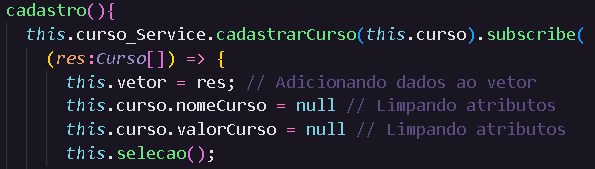 cadastro(){
this.curso_Service.cadastrarCurso(this.curso).subscribe(
(res:Curso[]) => {
this.vetor = res; // Adicionando dados ao vetor
this.curso.nomeCurso = null // Limpando atributos
this.curso.valorCurso = null // Limpando atributos
this.selecao();